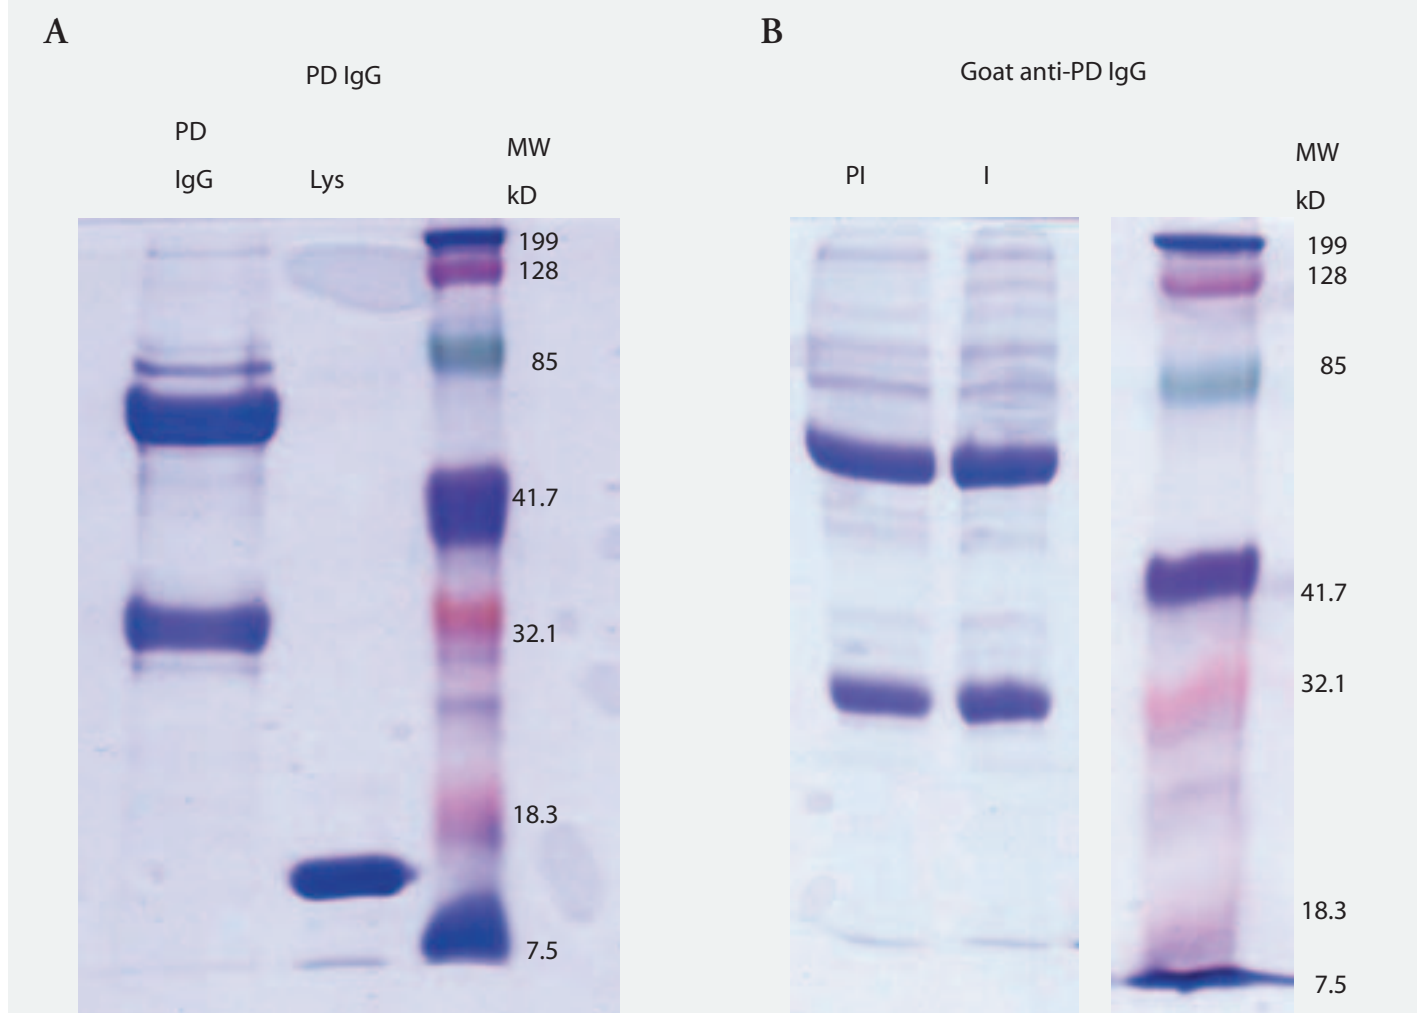 A
PD IgG
PD
IgG
Lys
MW
kD
199
128
85
41.7
32.1
18.3
7.5
B
Goat anti-PD IgG
PI
I
MW
kD
199
128
85
41.7
32.1
18.3
7.5